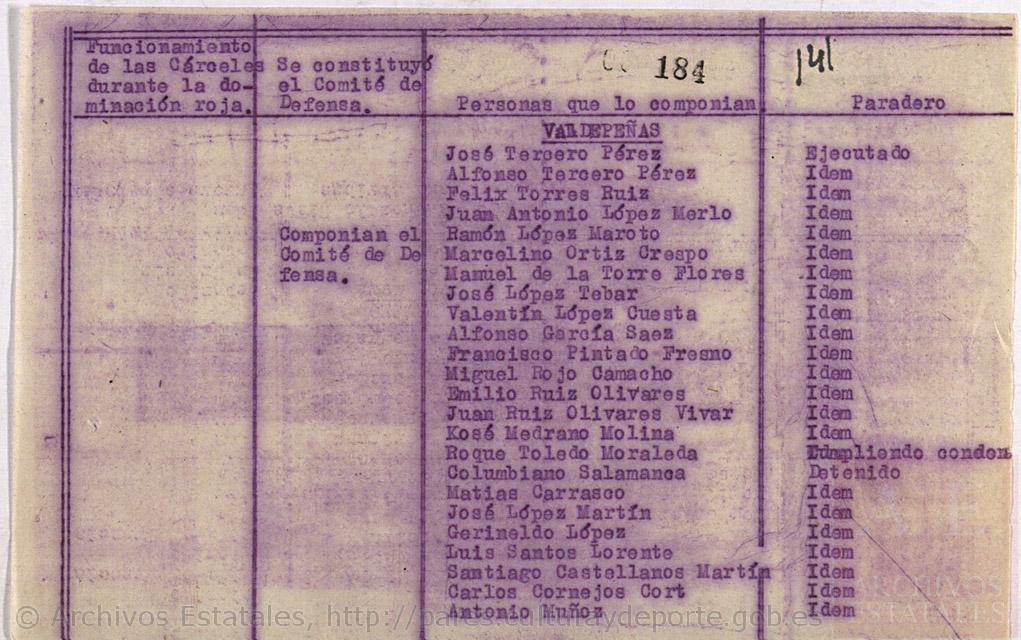 Funcionamiento
de las Cárceles
durante la do-
minación roja.
Se constituyó
el Comité de
Defensa.
184
141
Personas que lo componian
Paradero
VALDEPEÑAS
José Tercero Pérez Ejecutado
Alfonso Tercero Pérez Idem
Felix Torres Ruiz Idem
Juan Antonio López Merlo Idem
Componian el
Comité de De
fensa.
Ramón López Maroto Idem
Marcelino Ortiz Crespo Idem
Manuel de la Torre Flores Idem
José López Tebar Idem
Valentín López Cuesta Idem
Alfonso García Saez Idem
Francisco Pintado Fresno Idem
Miguel Rojo Camacho Idem
Emilio Ruiz Olivares Idem
Juan Ruiz Olivares Vivar Idem
Kosé Medrano Molina Idem
Roque Toledo Moraleda Cumpliendo conden
Columbiano Salamanca Detenido
Matias Carrasco Idem
José López Martín Idem
Gerineldo López Idem
Luis Santos Lorente Idem
Santiago Castellanos Martín Idem
Carlos Cornejos Cort Idem
Antonio Muñoz Idem
ARCHIVOS
ESTATALES
© Archivos Estatales, http://pares.culturaydeporte.gob.es